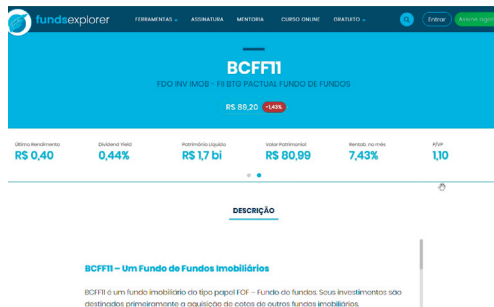 fundsexplorer
FERRAMENTAS ASSINATURA MENTORIA CURSO ONLINE GRATUITO Entrar Assine agora
BCFF11
FDO INV IMOB - FII BTG PACTUAL FUNDO DE FUNDOS
R$ 89,20 -1,43%
Último Rendimento Dividend Yield Patrimônio Líquido Valor Patrimonial Rentab. no mês P/VP
R$ 0,40 0,44% R$ 1,7 bi R$ 80,99 7,43% 1,10
DESCRIÇÃO
BCFF11 – Um Fundo de Fundos Imobiliários
BCFF11 é um fundo imobiliário do tipo papel FOF – Fundo de fundos. Seus investimentos são
destinados primeiramente a aquisição de cotas de outros fundos imobiliários.